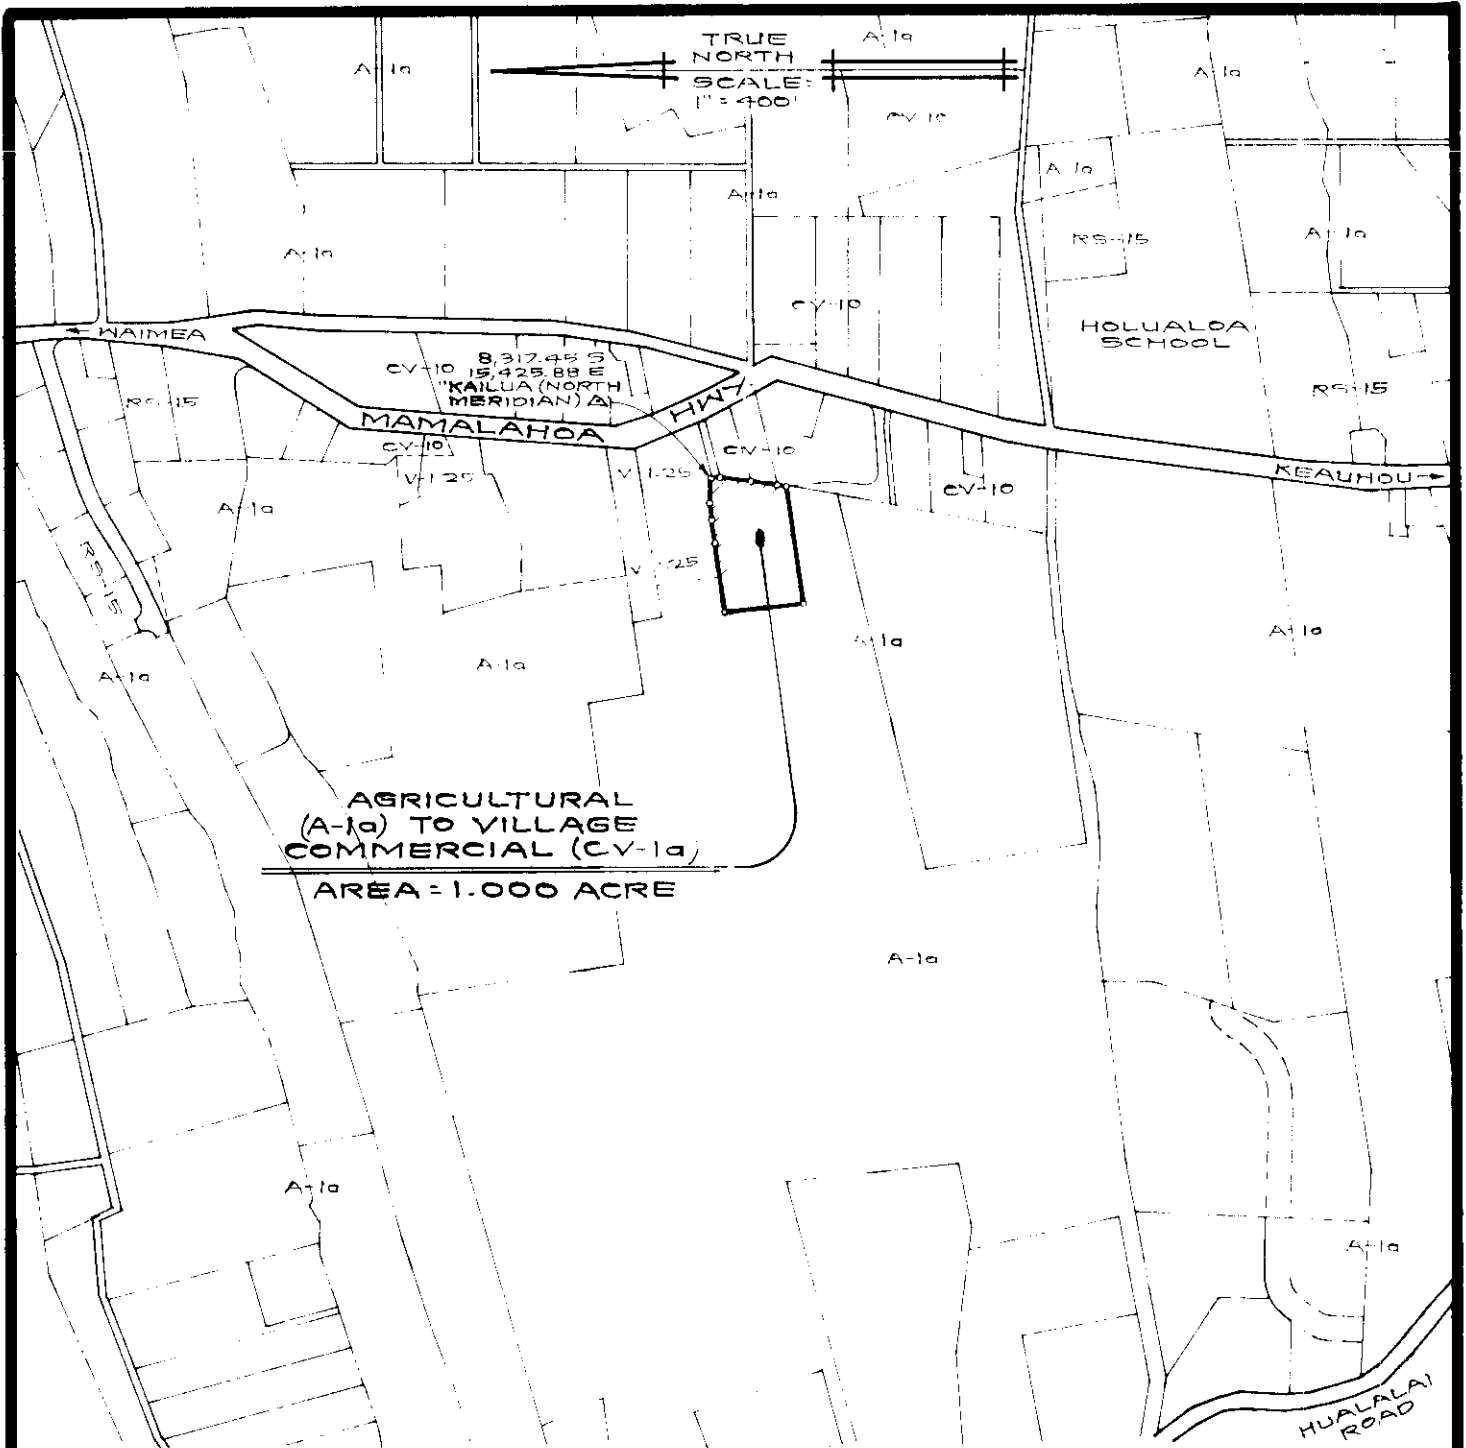 TRUE
NORTH
SCALE:
1" = 400'
A-1a
A-1a
A-1a
CV-10
A-1a
A-1a
RS-15
A-1a
A-1a
CV-10
HOLUALOA
SCHOOL
RS-15
← WAIMEA
CV-10
8,317.45 S
15,425.88 E
"KAILUA (NORTH
MERIDIAN) △
RS-15
MAMALAHOA
HWY.
CV-10
CV-10
V-1.25
V-1.25
CV-10
KEAUHOU →
A-1a
RS-15
V-1.25
A-1a
A-1a
A-1a
A-1a
AGRICULTURAL
(A-1a) TO VILLAGE
COMMERCIAL (CV-1a)
AREA = 1.000 ACRE
A-1a
A-1a
A-1a
HUALALAI
ROAD